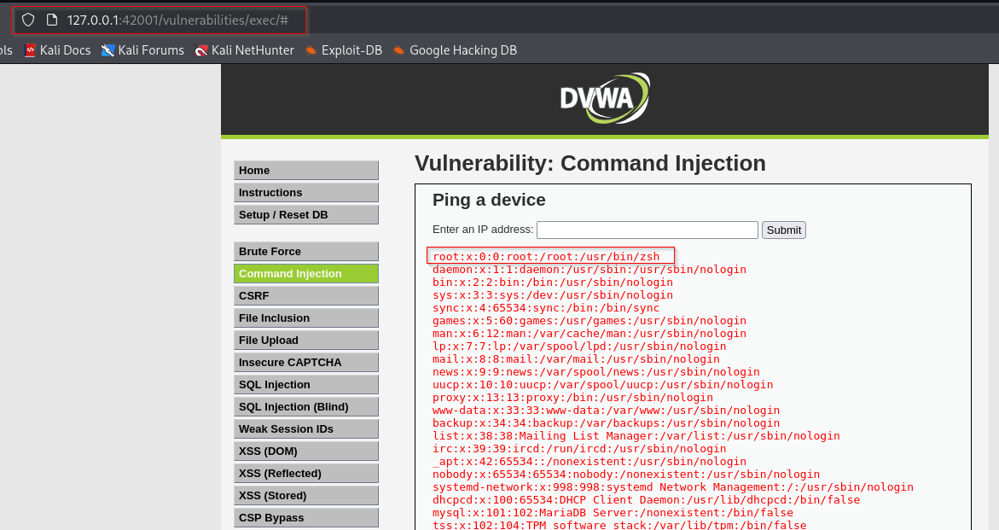 127.0.0.1:42001/vulnerabilities/exec/#
ols Kali Docs Kali Forums Kali NetHunter Exploit-DB Google Hacking DB
DVWA
Home
Instructions
Setup / Reset DB
Brute Force
Command Injection
CSRF
File Inclusion
File Upload
Insecure CAPTCHA
SQL Injection
SQL Injection (Blind)
Weak Session IDs
XSS (DOM)
XSS (Reflected)
XSS (Stored)
CSP Bypass
Vulnerability: Command Injection
Ping a device
Enter an IP address: Submit
root:x:0:0:root:/root:/usr/bin/zsh
daemon:x:1:1:daemon:/usr/sbin:/usr/sbin/nologin
bin:x:2:2:bin:/bin:/usr/sbin/nologin
sys:x:3:3:sys:/dev:/usr/sbin/nologin
sync:x:4:65534:sync:/bin:/bin/sync
games:x:5:60:games:/usr/games:/usr/sbin/nologin
man:x:6:12:man:/var/cache/man:/usr/sbin/nologin
lp:x:7:7:lp:/var/spool/lpd:/usr/sbin/nologin
mail:x:8:8:mail:/var/mail:/usr/sbin/nologin
news:x:9:9:news:/var/spool/news:/usr/sbin/nologin
uucp:x:10:10:uucp:/var/spool/uucp:/usr/sbin/nologin
proxy:x:13:13:proxy:/bin:/usr/sbin/nologin
www-data:x:33:33:www-data:/var/www:/usr/sbin/nologin
backup:x:34:34:backup:/var/backups:/usr/sbin/nologin
list:x:38:38:Mailing List Manager:/var/list:/usr/sbin/nologin
irc:x:39:39:ircd:/run/ircd:/usr/sbin/nologin
_apt:x:42:65534::/nonexistent:/usr/sbin/nologin
nobody:x:65534:65534:nobody:/nonexistent:/usr/sbin/nologin
systemd-network:x:998:998:systemd Network Management:/:/usr/sbin/nologin
dhcpcd:x:100:65534:DHCP Client Daemon:/usr/lib/dhcpcd:/bin/false
mysql:x:101:102:MariaDB Server:/nonexistent:/bin/false
tss:x:102:104:TPM software stack:/var/lib/tpm:/bin/false